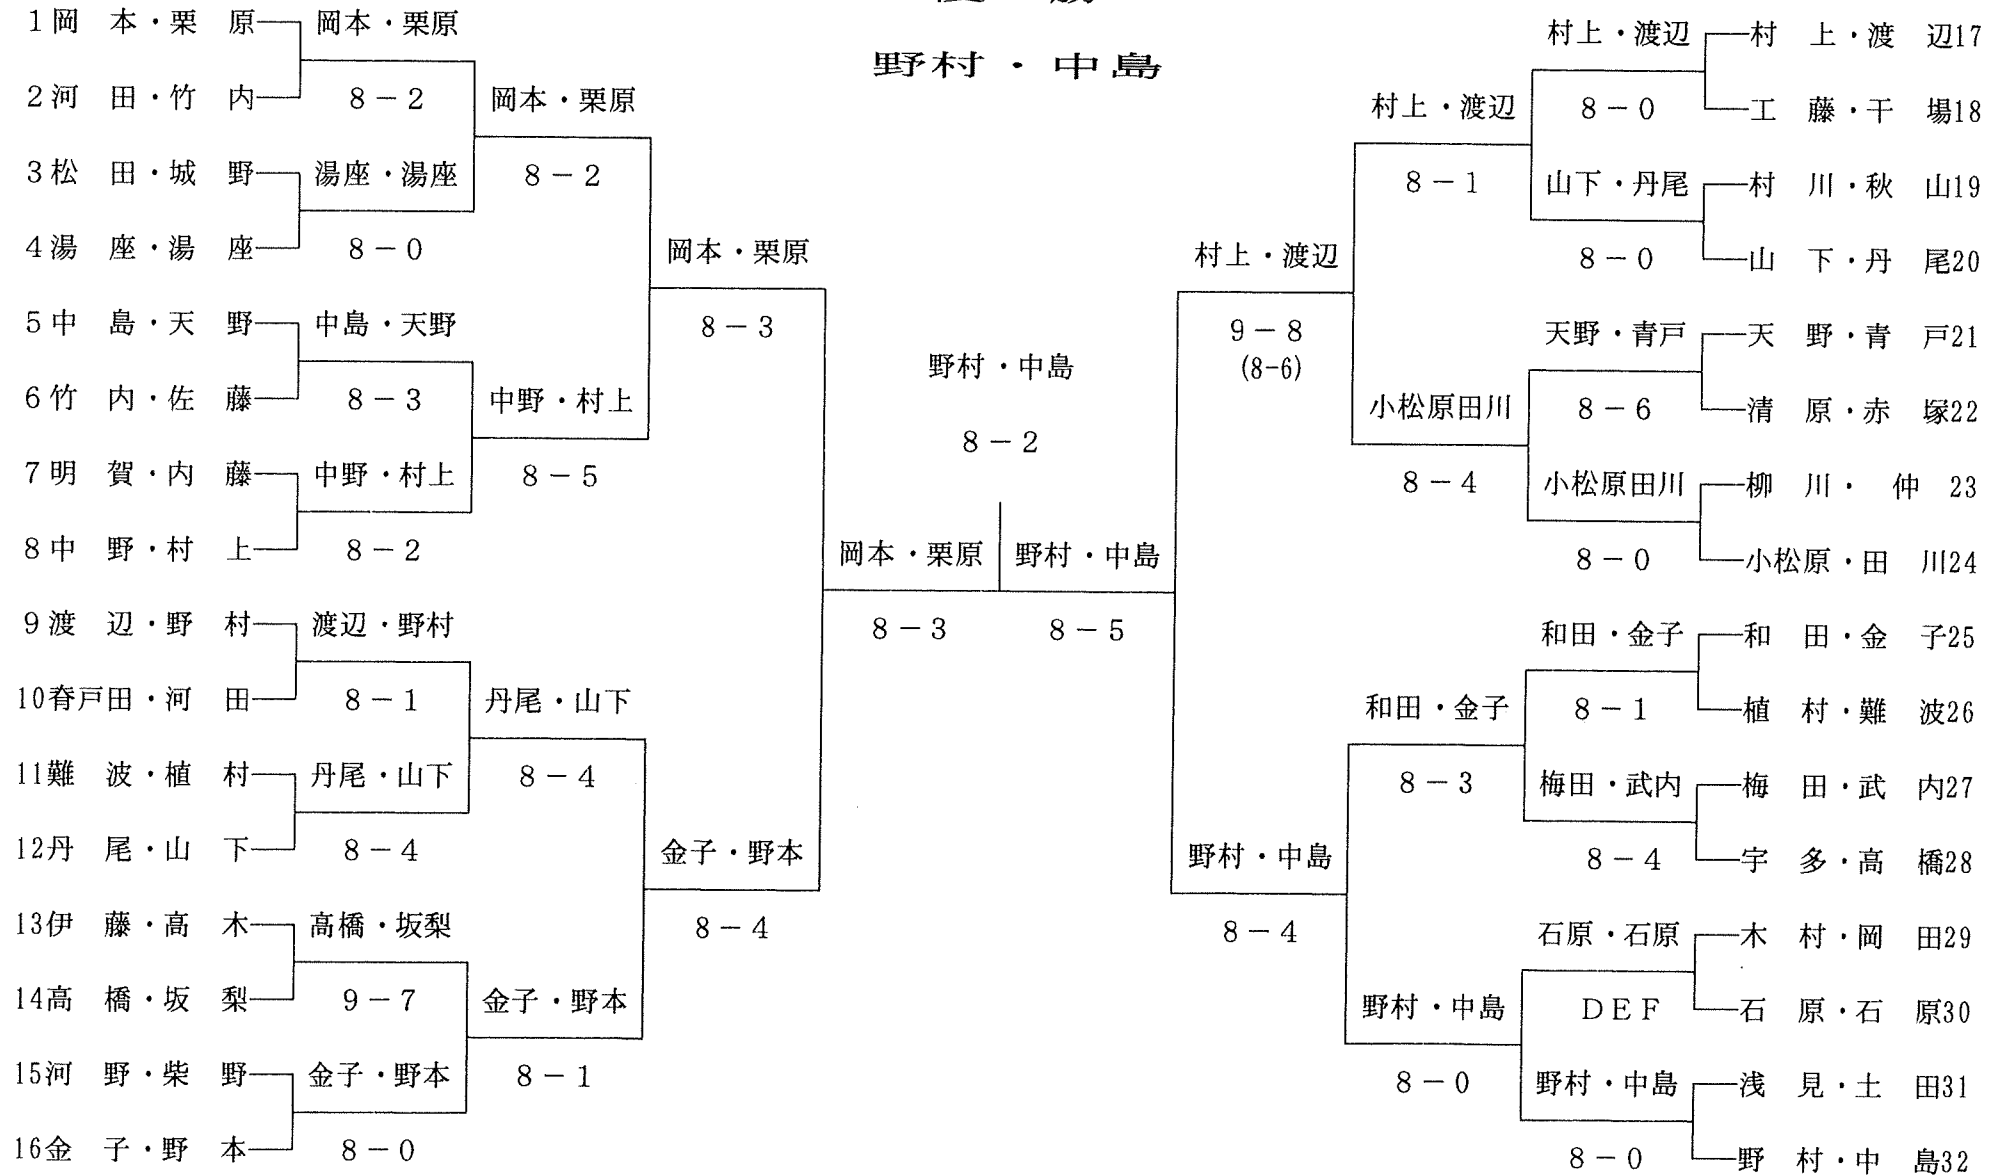 野村・中島
1岡 本・栗 原
岡本・栗原
2河 田・竹 内
8－2
岡本・栗原
3松 田・城 野
湯座・湯座
8－2
4湯 座・湯 座
8－0
岡本・栗原
5中 島・天 野
中島・天野
8－3
6竹 内・佐 藤
8－3
中野・村上
7明 賀・内 藤
中野・村上
8－5
8中 野・村 上
8－2
岡本・栗原
9渡 辺・野 村
渡辺・野村
8－3
10脊戸田・河 田
8－1
丹尾・山下
11難 波・植 村
丹尾・山下
8－4
12丹 尾・山 下
8－4
金子・野本
13伊 藤・高 木
高橋・坂梨
8－4
14高 橋・坂 梨
9－7
金子・野本
15河 野・柴 野
金子・野本
8－1
16金 子・野 本
8－0
野村・中島
8－2
村上・渡辺
村 上・渡 辺17
村上・渡辺
8－0
工 藤・干 場18
8－1
山下・丹尾
村 川・秋 山19
村上・渡辺
8－0
山 下・丹 尾20
9－8
(8-6)
天野・青戸
天 野・青 戸21
小松原田川
8－6
清 原・赤 塚22
8－4
小松原田川
柳 川・ 仲 23
野村・中島
8－0
小松原・田 川24
8－5
和田・金子
和 田・金 子25
和田・金子
8－1
植 村・難 波26
8－3
梅田・武内
梅 田・武 内27
野村・中島
8－4
宇 多・高 橋28
8－4
石原・石原
木 村・岡 田29
野村・中島
DEF
石 原・石 原30
8－0
野村・中島
浅 見・土 田31
8－0
野 村・中 島32